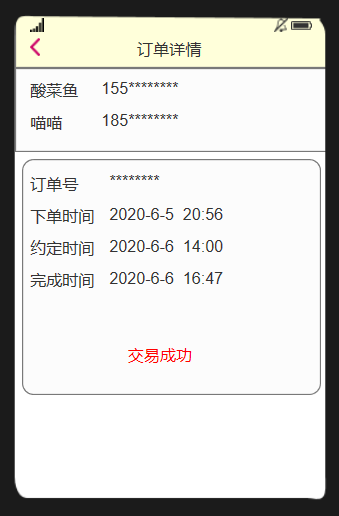 订单详情
酸菜鱼 155********
喵喵 185********
订单号 ********
下单时间 2020-6-5 20:56
约定时间 2020-6-6 14:00
完成时间 2020-6-6 16:47
交易成功